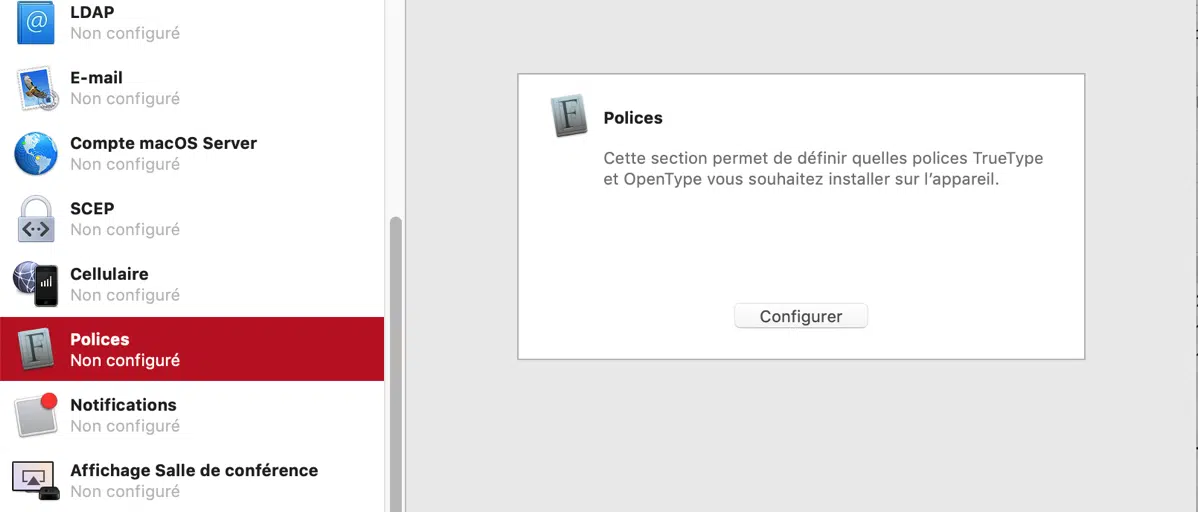 LDAP
Non configuré
E-mail
Non configuré
Compte macOS Server
Non configuré
SCEP
Non configuré
Cellulaire
Non configuré
Polices
Non configuré
Notifications
Non configuré
Affichage Salle de conférence
Non configuré
Polices
Cette section permet de définir quelles polices TrueType
et OpenType vous souhaitez installer sur l’appareil.
Configurer